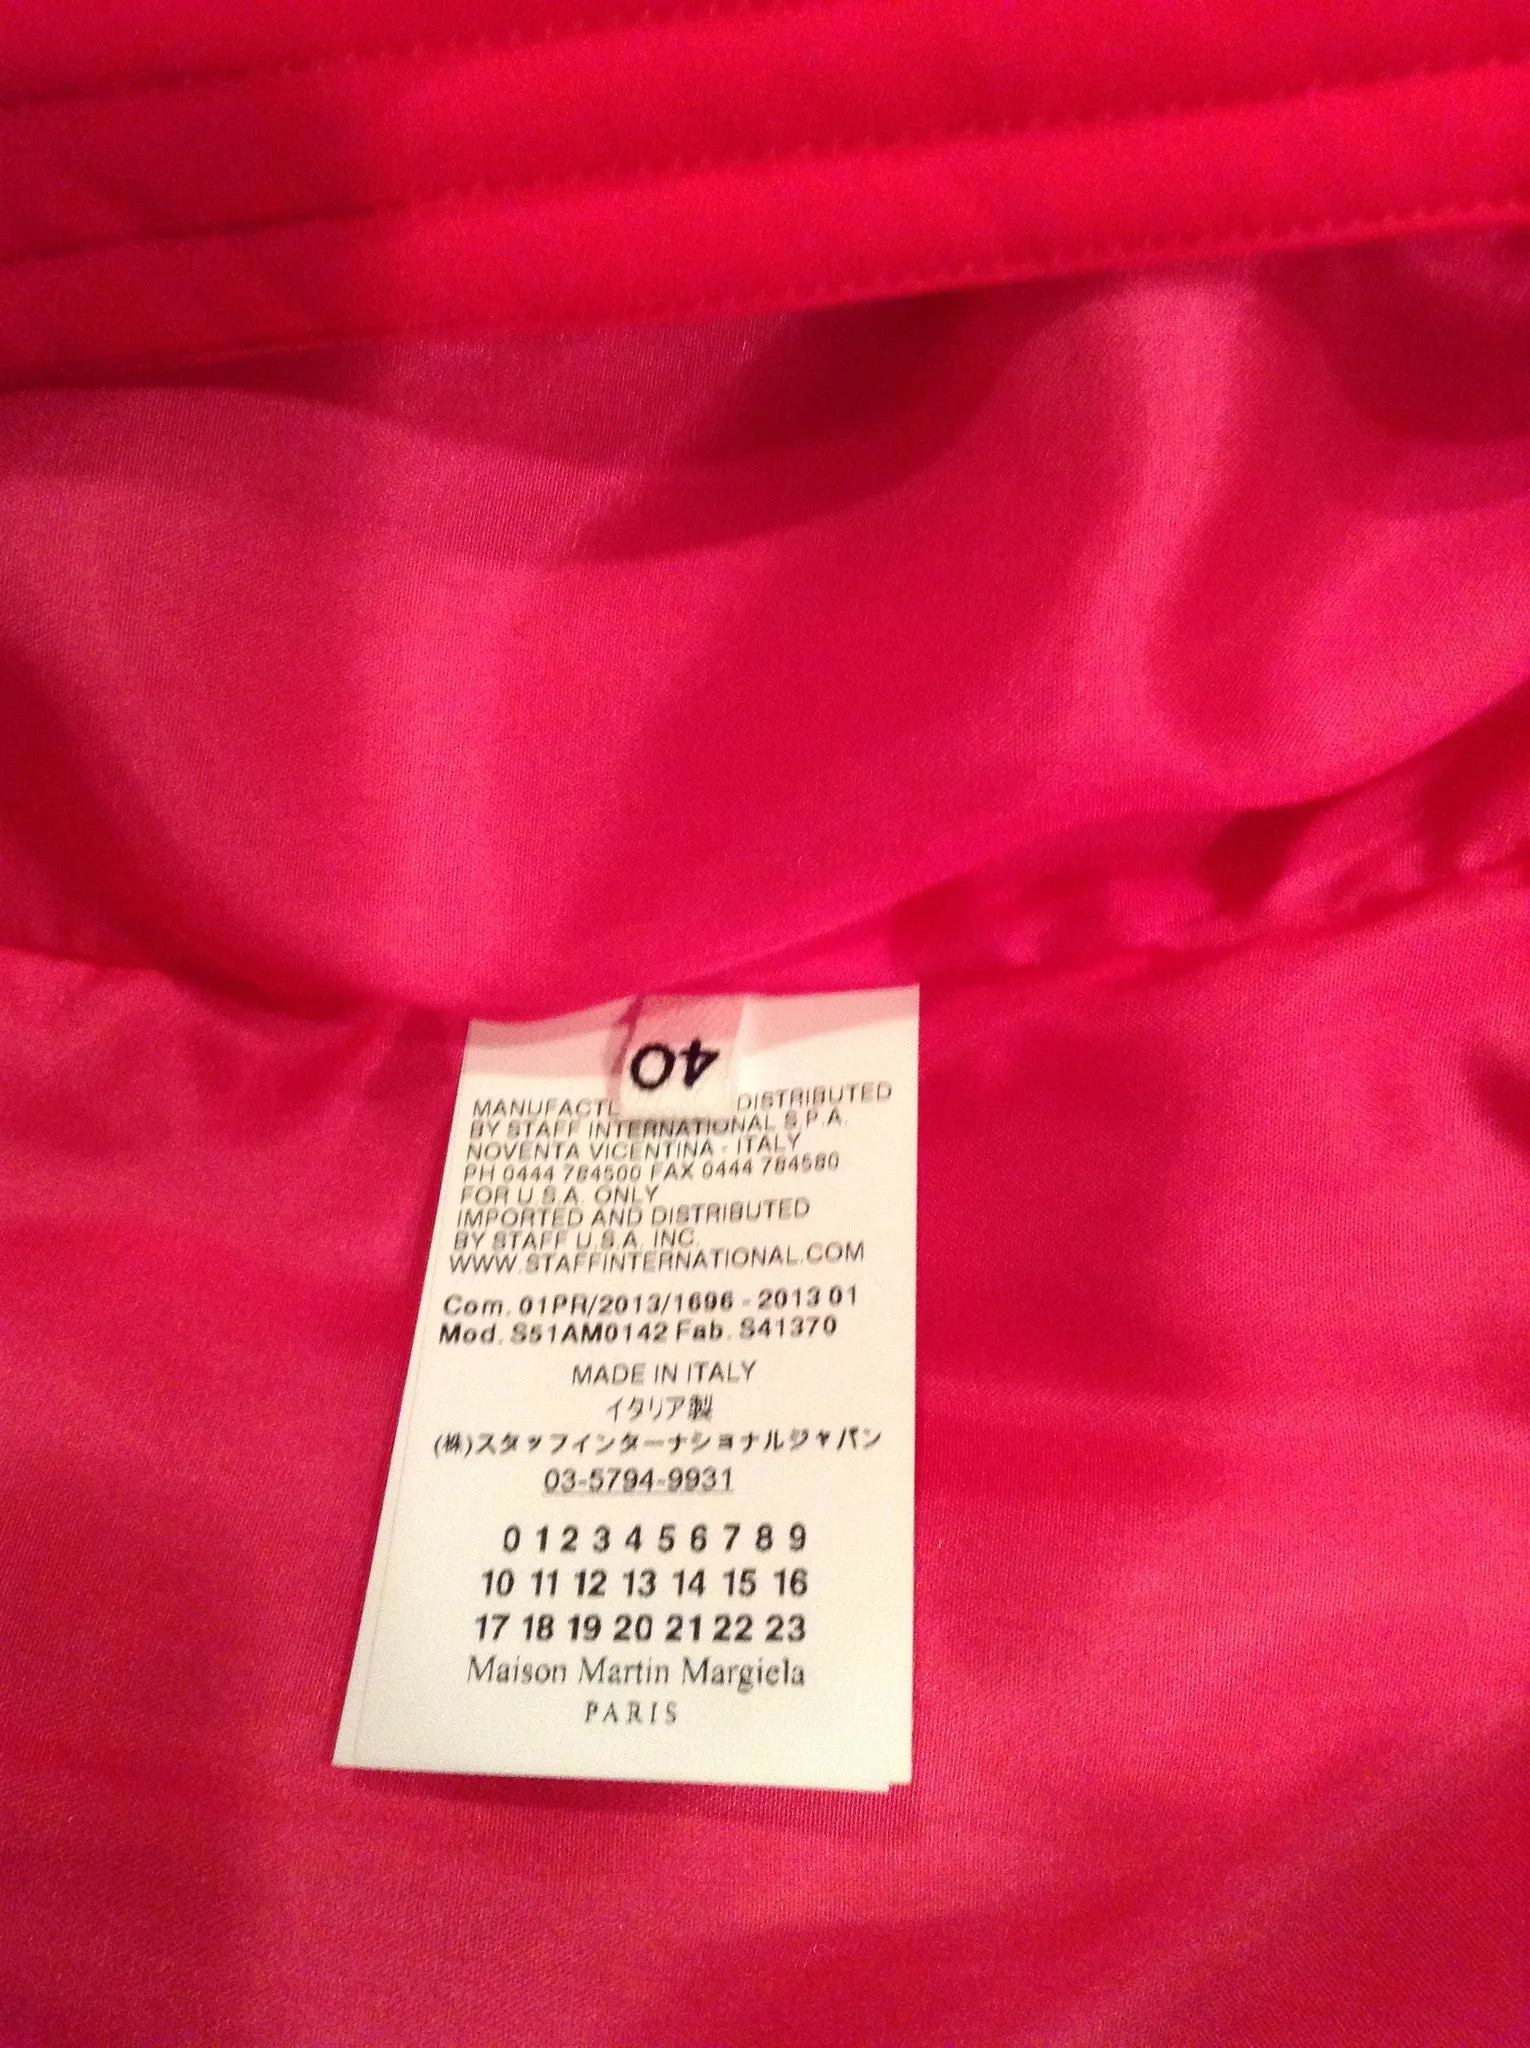 40
MANUFACTU DISTRIBUTED
BY STAFF INTERNATIONAL S.P.A.
NOVENTA VICENTINA - ITALY
PH 0444 784500 FAX 0444 784580
FOR U.S.A. ONLY
IMPORTED AND DISTRIBUTED
BY STAFF U.S.A. INC.
WWW.STAFFINTERNATIONAL.COM
Com. 01PR/2013/1696 - 2013 01
Mod. S51AM0142 Fab. S41370
MADE IN ITALY
イタリア製
(株)スタッフインターナショナルジャパン
03-5794-9931
0 1 2 3 4 5 6 7 8 9
10 11 12 13 14 15 16
17 18 19 20 21 22 23
Maison Martin Margiela
PARIS